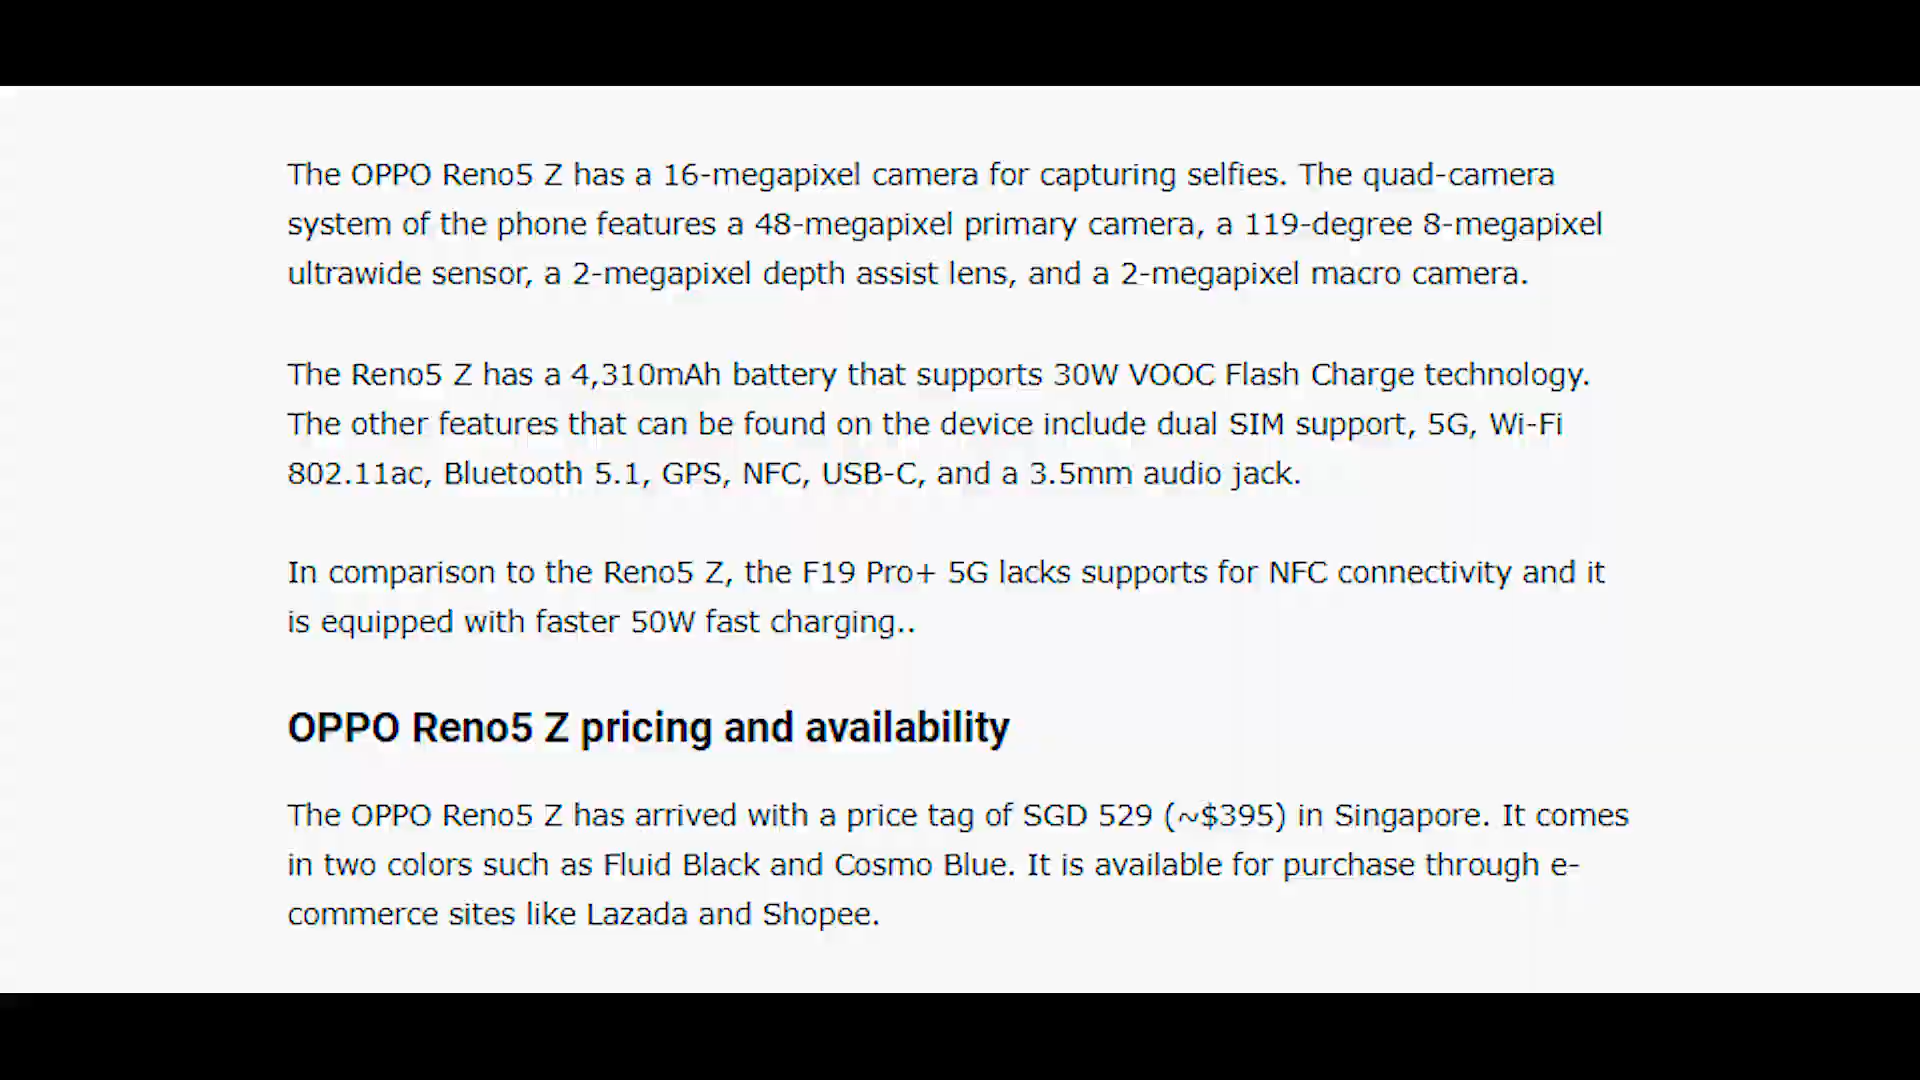 The OPPO Reno5 Z has a 16-megapixel camera for capturing selfies. The quad-camera
system of the phone features a 48-megapixel primary camera, a 119-degree 8-megapixel
ultrawide sensor, a 2-megapixel depth assist lens, and a 2-megapixel macro camera.
The Reno5 Z has a 4,310mAh battery that supports 30W VOOC Flash Charge technology.
The other features that can be found on the device include dual SIM support, 5G, Wi-Fi
802.11ac, Bluetooth 5.1, GPS, NFC, USB-C, and a 3.5mm audio jack.
In comparison to the Reno5 Z, the F19 Pro+ 5G lacks supports for NFC connectivity and it
is equipped with faster 50W fast charging..
OPPO Reno5 Z pricing and availability
The OPPO Reno5 Z has arrived with a price tag of SGD 529 (~$395) in Singapore. It comes
in two colors such as Fluid Black and Cosmo Blue. It is available for purchase through e-
commerce sites like Lazada and Shopee.